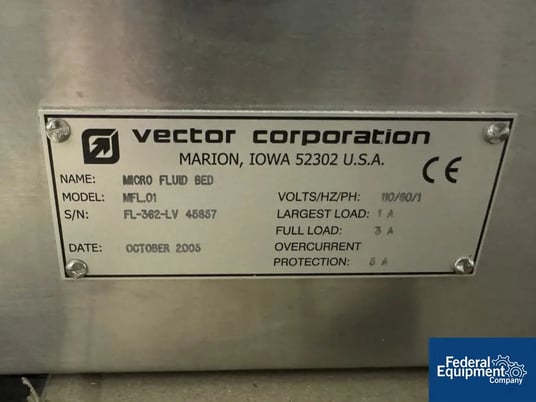 vector corporation
MARION, IOWA 52302 U.S.A.
CE
NAME: MICRO FLUID BED
MODEL: MFL.01
S/N: FL-362-LV 45857
DATE: OCTOBER 2005
VOLTS/HZ/PH: 110/60/1
LARGEST LOAD: 1 A
FULL LOAD: 3 A
OVERCURRENT
PROTECTION: 5 A
Federal
Equipment
Company